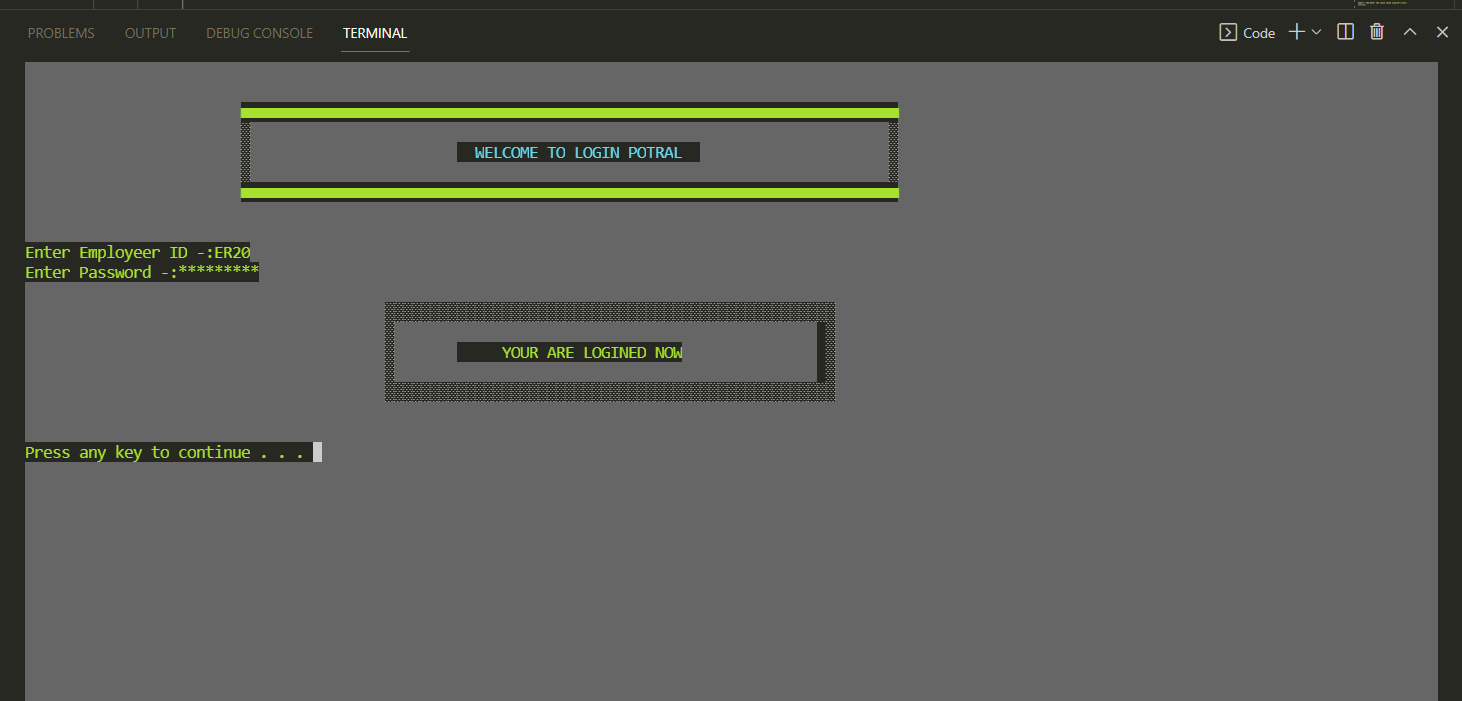 PROBLEMS OUTPUT DEBUG CONSOLE TERMINAL Code
WELCOME TO LOGIN POTRAL
Enter Employeer ID -:ER20
Enter Password -:*********
YOUR ARE LOGINED NOW
Press any key to continue . . .